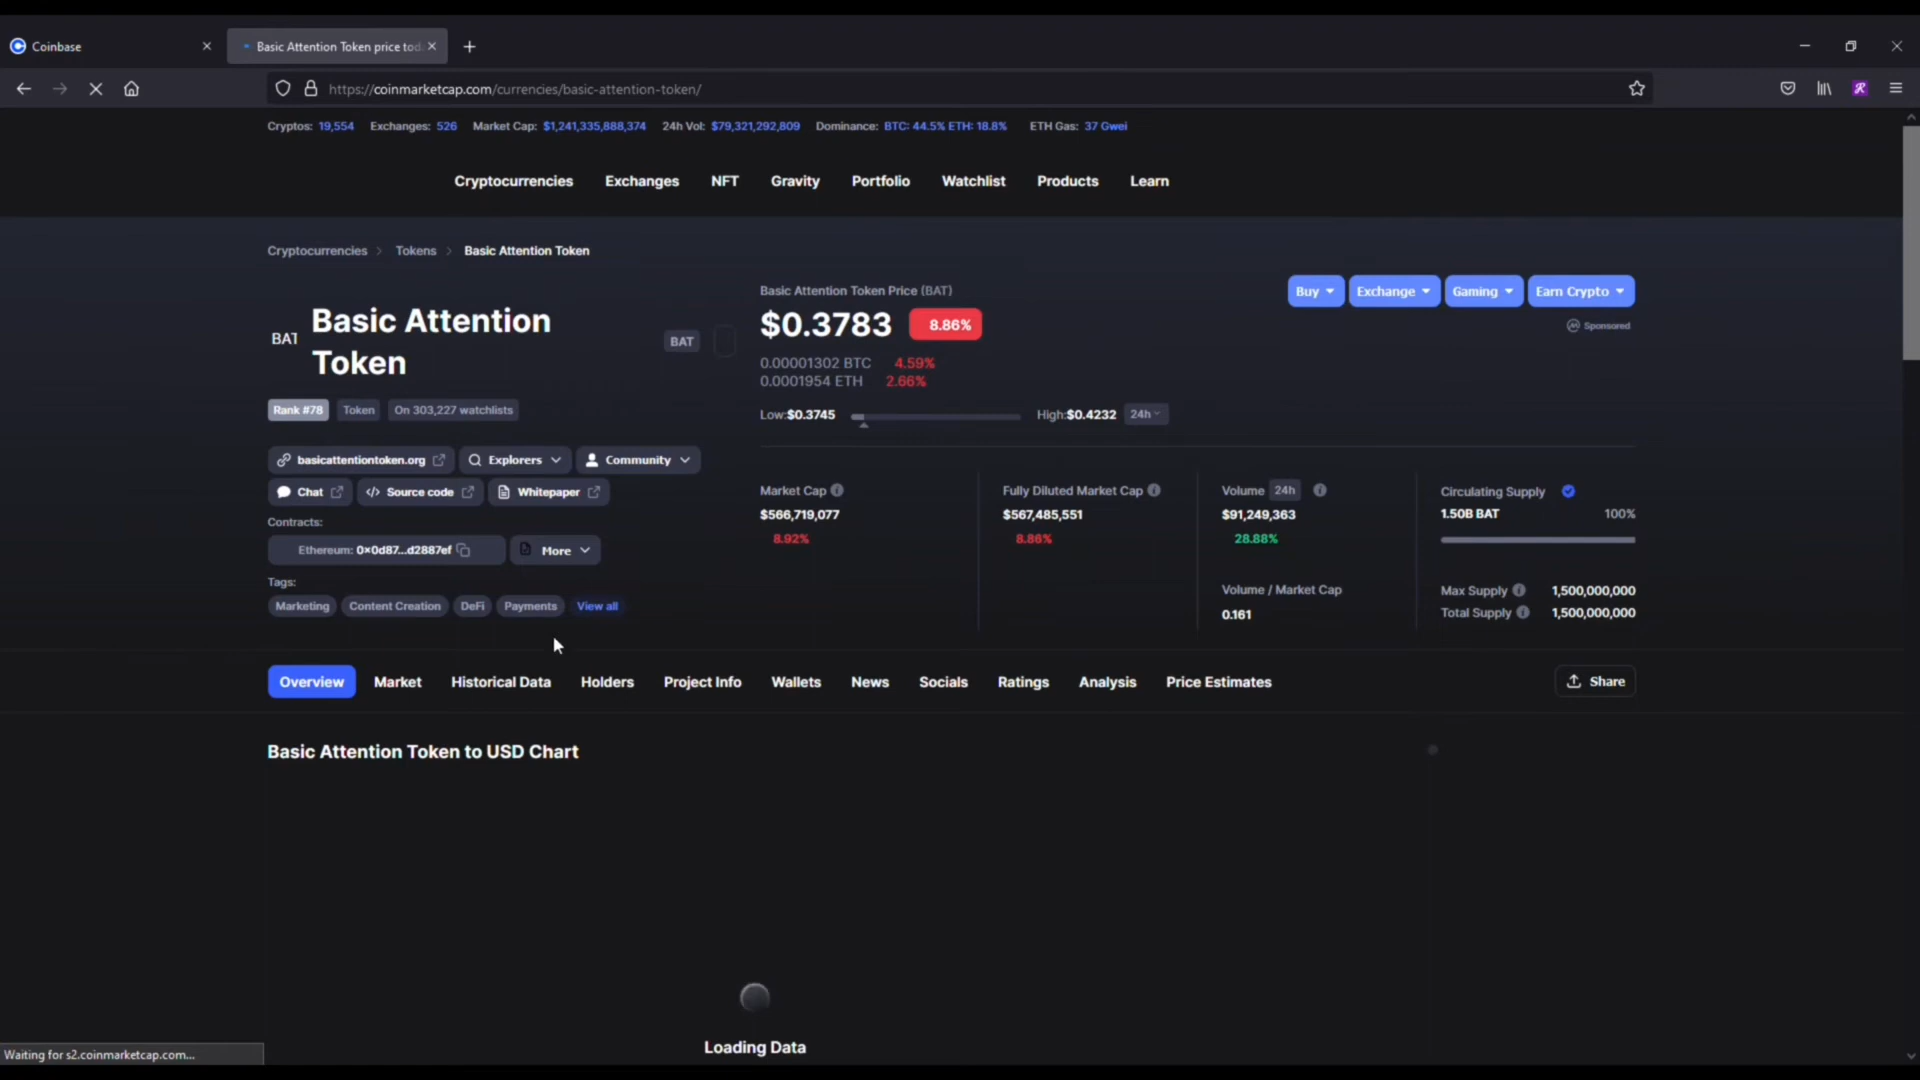 Coinbase
Basic Attention Token price tod
https://coinmarketcap.com/currencies/basic-attention-token/
Cryptos: 19,554 Exchanges: 526 Market Cap: $1,241,335,888,374 24h Vol: $79,321,292,809 Dominance: BTC: 44.5% ETH: 18.8% ETH Gas: 37 Gwei
Cryptocurrencies Exchanges NFT Gravity Portfolio Watchlist Products Learn
Cryptocurrencies > Tokens > Basic Attention Token
BAT
Basic Attention
Token
BAT
Rank #78 Token On 303,227 watchlists
basicattentiontoken.org Explorers Community
Chat Source code Whitepaper
Contracts:
Ethereum: 0x0d87...d2887ef More
Tags:
Marketing Content Creation DeFi Payments View all
Basic Attention Token Price (BAT)
$0.3783 8.86%
0.00001302 BTC 4.59%
0.0001954 ETH 2.66%
Low:$0.3745 High:$0.4232 24h
Buy Exchange Gaming Earn Crypto
Sponsored
Market Cap
$566,719,077
8.92%
Fully Diluted Market Cap
$567,485,551
8.86%
Volume 24h
$91,249,363
28.88%
Volume / Market Cap
0.161
Circulating Supply
1.50B BAT 100%
Max Supply 1,500,000,000
Total Supply 1,500,000,000
Overview Market Historical Data Holders Project Info Wallets News Socials Ratings Analysis Price Estimates Share
Basic Attention Token to USD Chart
Loading Data
Waiting for s2.coinmarketcap.com...